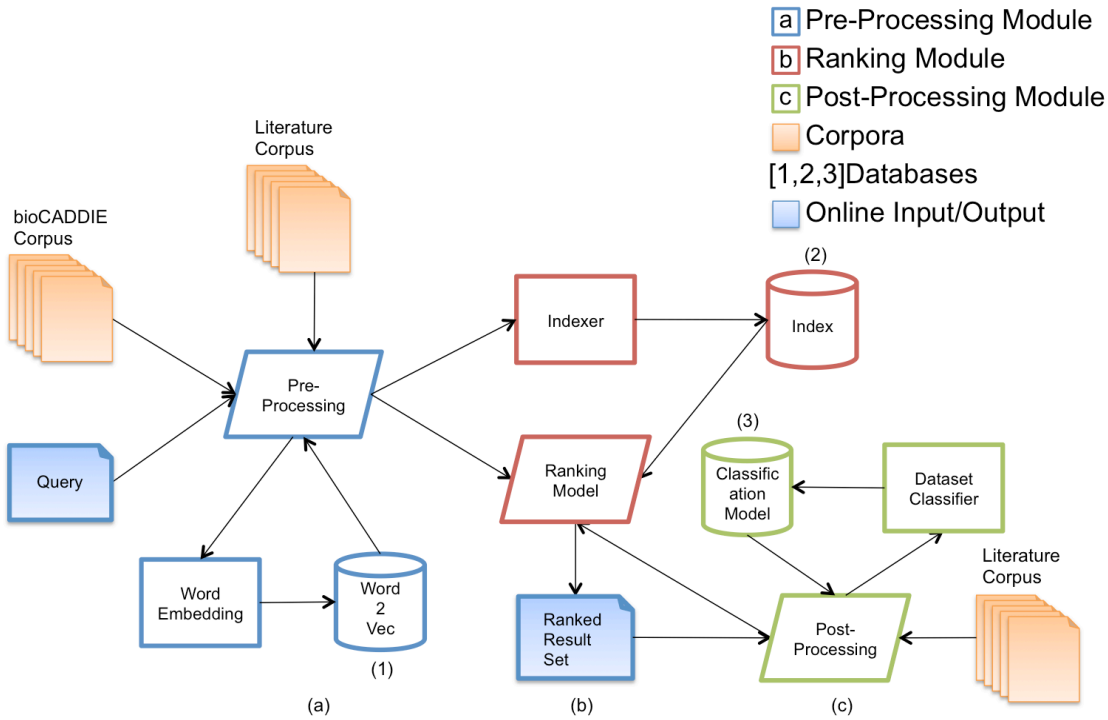 a Pre-Processing Module
b Ranking Module
c Post-Processing Module
Corpora
[1,2,3]Databases
Online Input/Output
Literature
Corpus
bioCADDIE
Corpus
(2)
Indexer
Index
Pre-
Processing
(3)
Query
Ranking
Model
Classific
ation
Model
Dataset
Classifier
Literature
Corpus
Word
Embedding
Word
2
Vec
(1)
Ranked
Result
Set
Post-
Processing
(a)
(b)
(c)